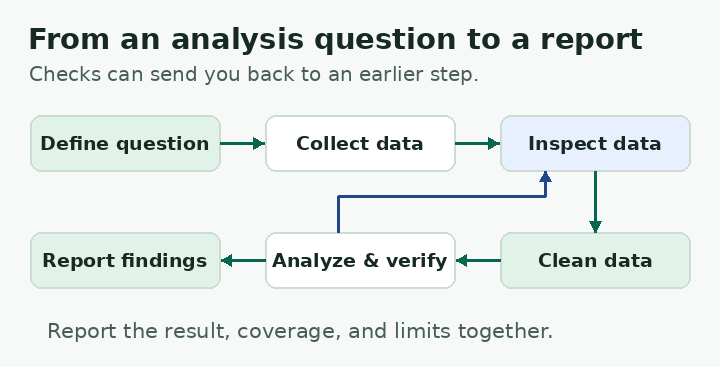 From an analysis question to a report
Checks can send you back to an earlier step.
Define question
Collect data
Inspect data
Report findings
Analyze & verify
Clean data
Report the result, coverage, and limits together.